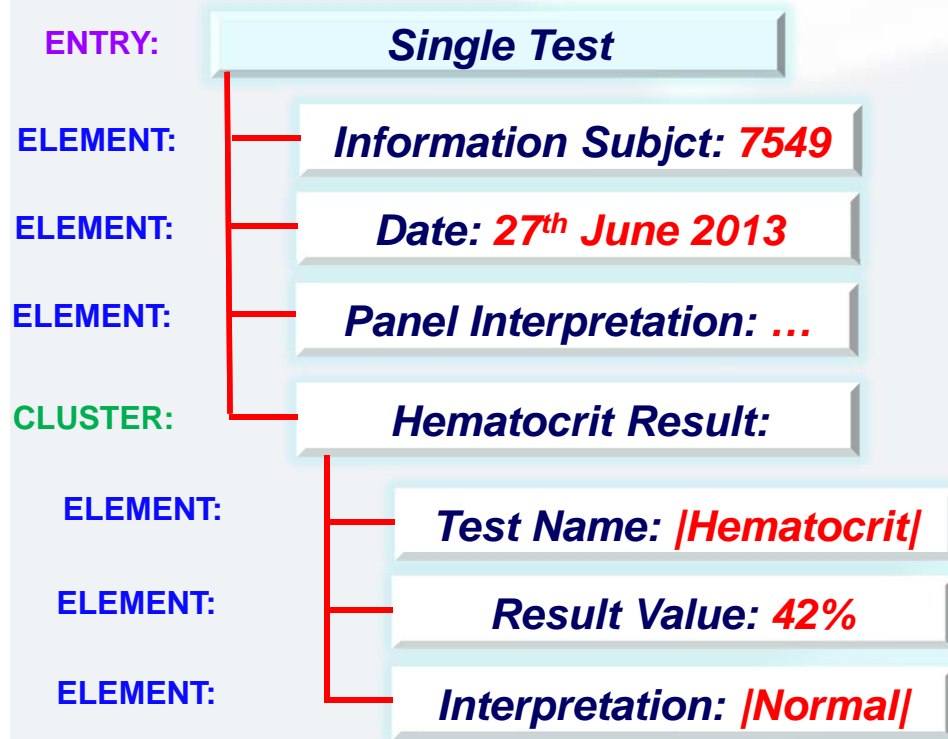 ENTRY: Single Test
ELEMENT: Information Subjct: 7549
ELEMENT: Date: 27th June 2013
ELEMENT: Panel Interpretation: …
CLUSTER: Hematocrit Result:
ELEMENT: Test Name: |Hematocrit|
ELEMENT: Result Value: 42%
ELEMENT: Interpretation: |Normal|